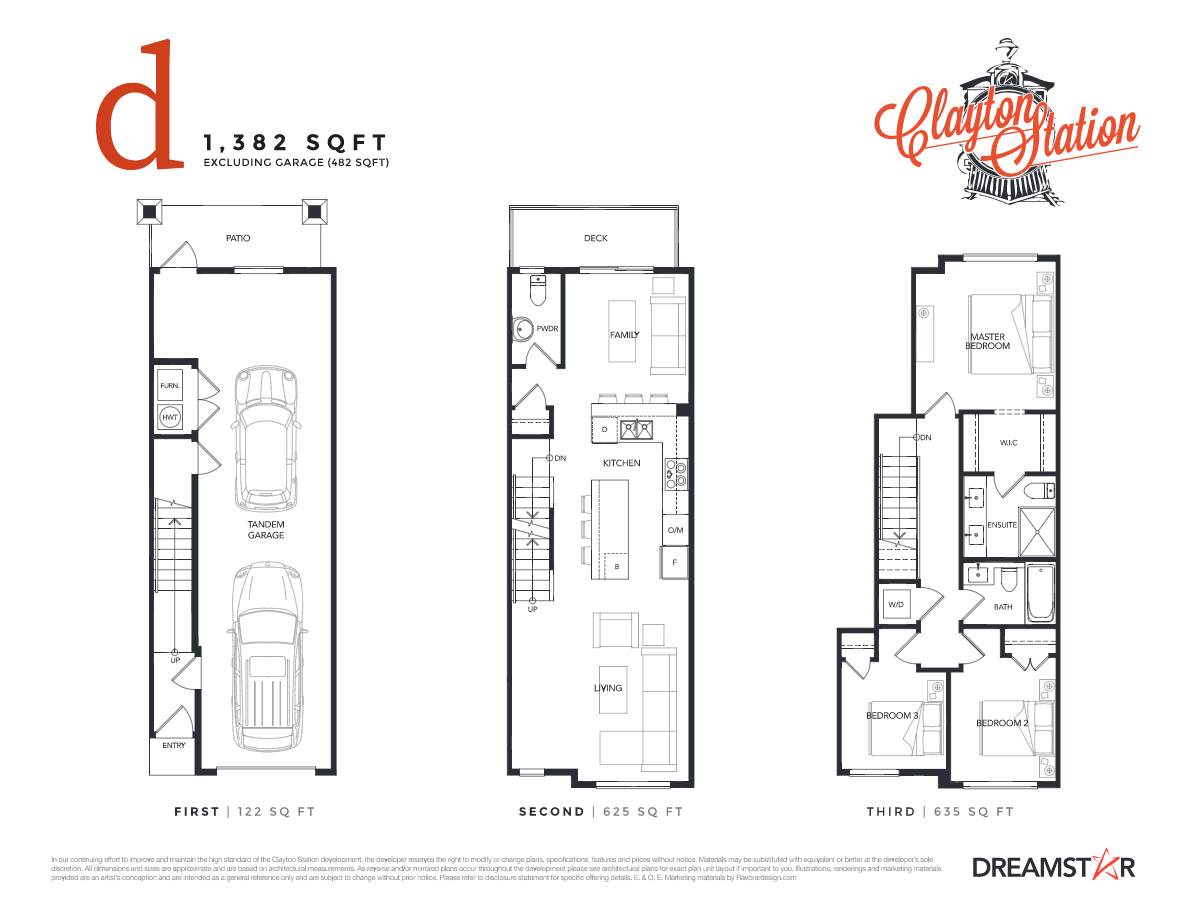 d
1,382 SQFT
EXCLUDING GARAGE (482 SQFT)
Clayton
Station
PATIO
FURN.
HWT
TANDEM
GARAGE
UP
ENTRY
FIRST | 122 SQ FT
DECK
PWDR
FAMILY
D
DN
KITCHEN
O/M
F
B
UP
LIVING
SECOND | 625 SQ FT
MASTER
BEDROOM
DN
W.I.C
ENSUITE
BATH
W/D
BEDROOM 3
BEDROOM 2
THIRD | 635 SQ FT
In our continuing effort to improve and maintain the high standard of the Clayton Station development, the developer reserves the right to modify or change plans, specifications, features and prices without notice. Materials may be substituted with equivalent or better at the developer's sole
discretion. All dimensions and sizes are approximate and are based on architectural measurements. As reverse and/or mirrored plans occur throughout the development please see architectural plans for exact plan unit layout if important to you. Illustrations, renderings and marketing materials
provided are an artist's conception and are intended as a general reference only and are subject to change without prior notice. Please refer to disclosure statement for specific offering details. E. & O. E. Marketing materials by Ravbrardesign.com
DREAMSTAR